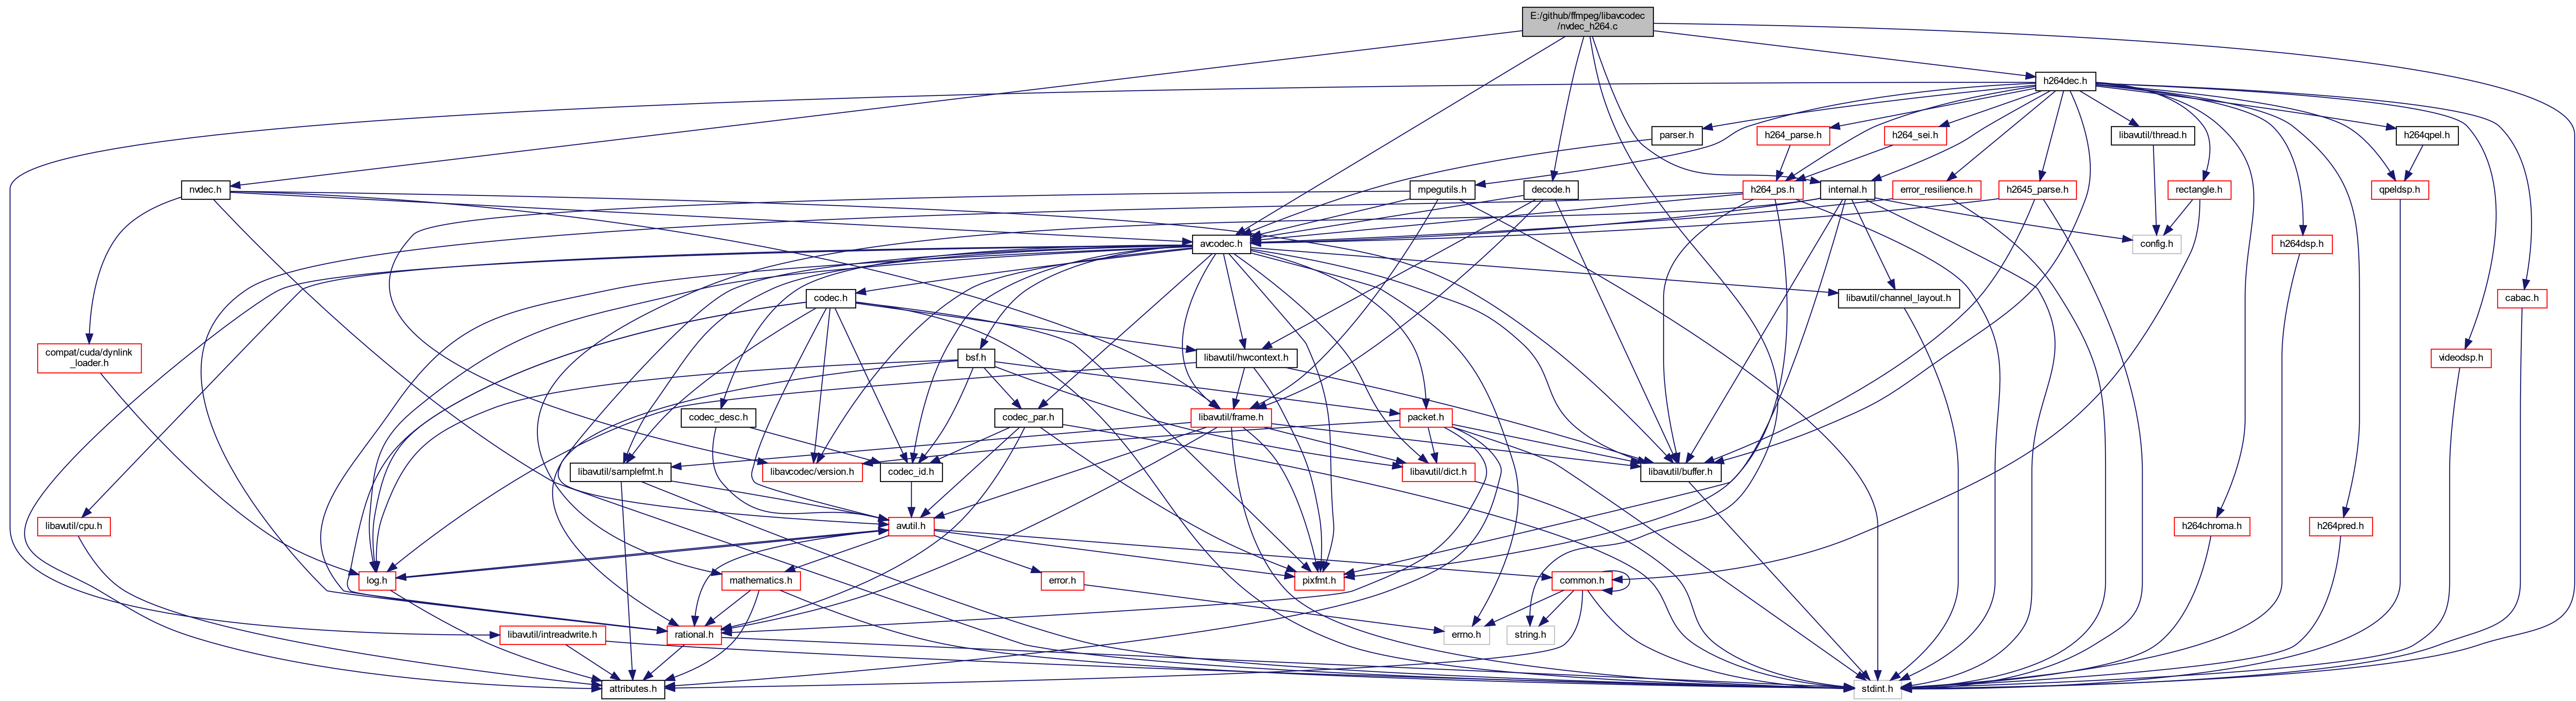 E:/github/ffmpeg/libavcodec
/nvdec_h264.c
h264dec.h
parser.h
h264_parse.h
h264_sei.h
libavutil/thread.h
h264qpel.h
nvdec.h
mpegutils.h
decode.h
h264_ps.h
internal.h
error_resilience.h
h2645_parse.h
rectangle.h
qpeldsp.h
avcodec.h
config.h
h264dsp.h
codec.h
libavutil/channel_layout.h
cabac.h
compat/cuda/dynlink
_loader.h
bsf.h
libavutil/hwcontext.h
videodsp.h
codec_desc.h
codec_par.h
libavutil/frame.h
packet.h
libavutil/samplefmt.h
libavcodec/version.h
codec_id.h
libavutil/dict.h
libavutil/buffer.h
libavutil/cpu.h
avutil.h
h264chroma.h
h264pred.h
log.h
mathematics.h
error.h
pixfmt.h
common.h
libavutil/intreadwrite.h
rational.h
errno.h
string.h
attributes.h
stdint.h